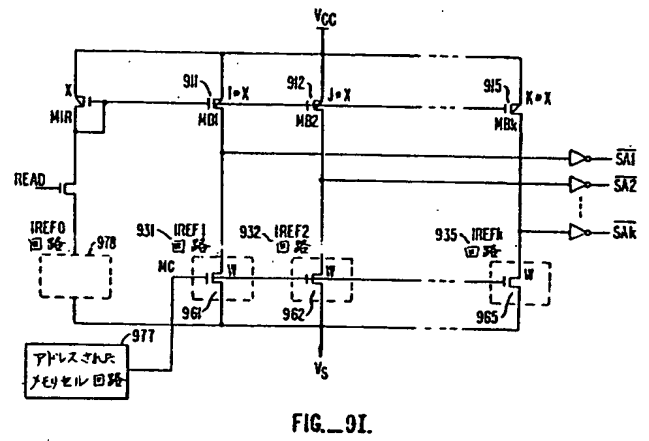 VCC
X
911
I*X
912
J*X
915
K*X
MIR
MB1
MB2
MBk
READ
SA1
SA2
SAk
IREF0
回路
978
931
IREF1
回路
932
IREF2
回路
935
IREFk
回路
MC
W
W
W
961
962
965
977
アドレスされた
メモリセル回路
VS
FIG._9I.